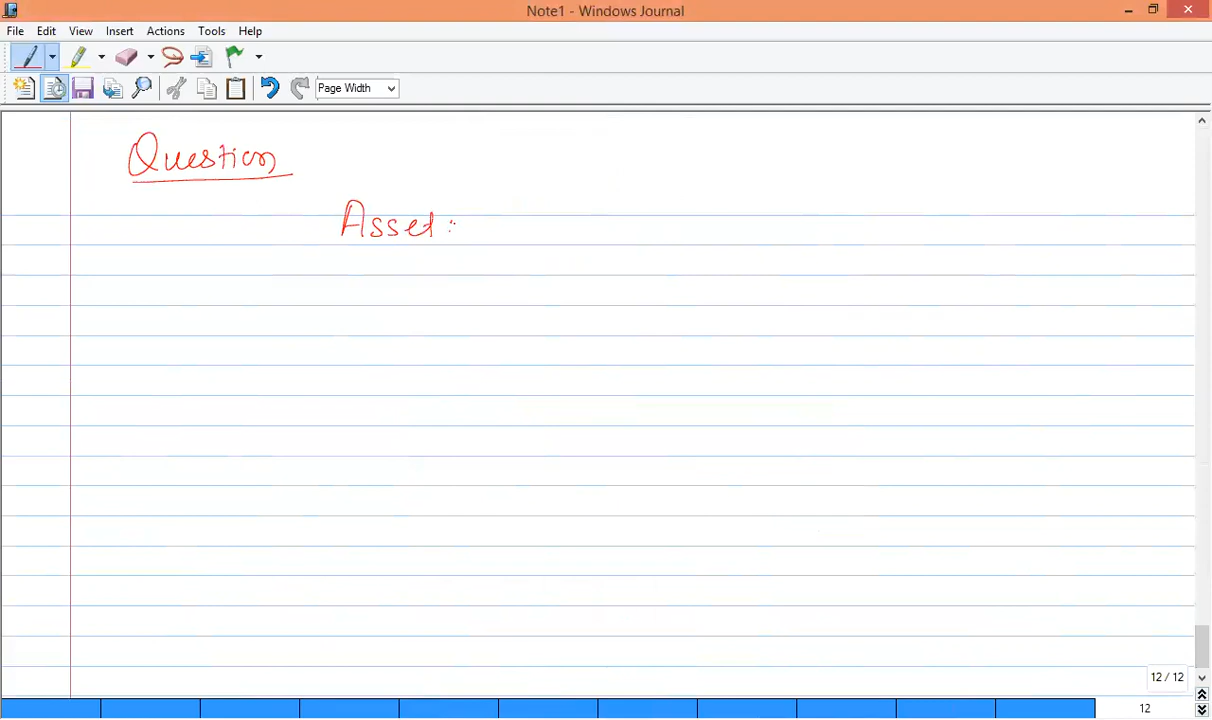 Note1 - Windows Journal
File Edit View Insert Actions Tools Help
Page Width
Question
Asset :
12 / 12
12